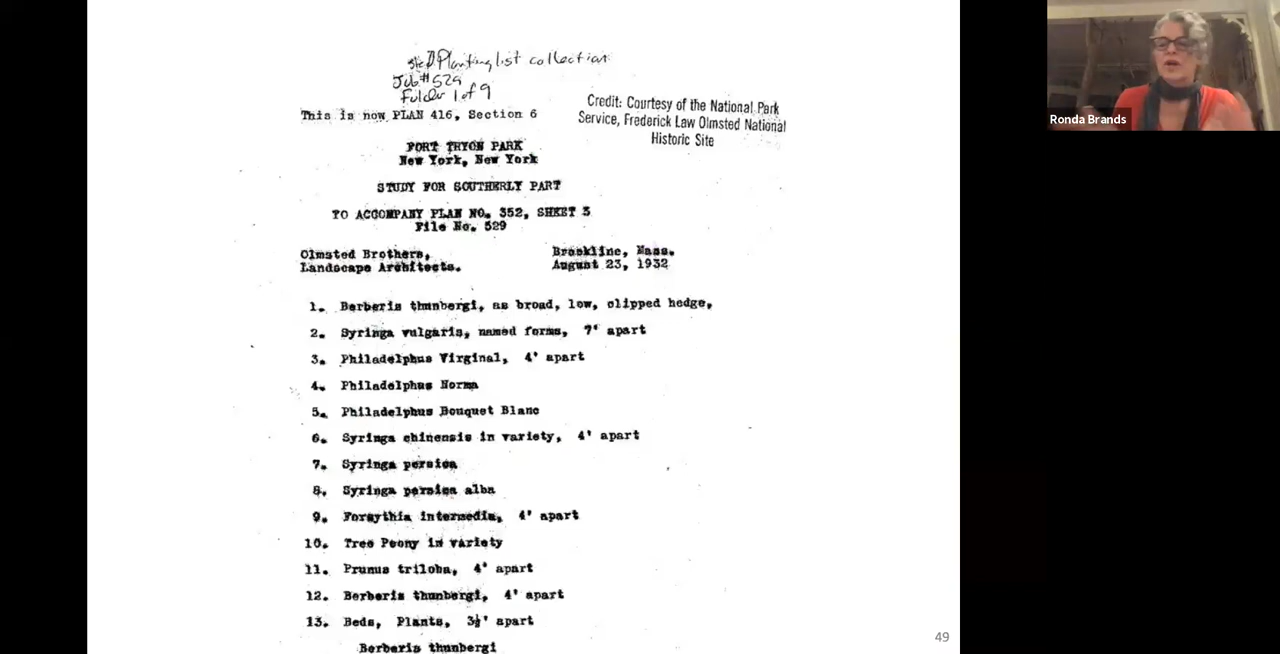 Planting list collection
Job # 529
Folder 1 of 9
This is now PLAN 416, Section 6
Credit: Courtesy of the National Park
Service, Frederick Law Olmsted National
Historic Site
FORT TRYON PARK
New York, New York
STUDY FOR SOUTHERLY PART
TO ACCOMPANY PLAN NO. 352, SHEET 3
File No. 529
Olmsted Brothers,
Landscape Architects.
Brookline, Mass.
August 23, 1932
1. Berberis thunbergi, as broad, low, clipped hedge,
2. Syringa vulgaris, named forms, 7' apart
3. Philadelphus Virginal, 4' apart
4. Philadelphus Norma
5. Philadelphus Bouquet Blanc
6. Syringa chinensis in variety, 4' apart
7. Syringa persica
8. Syringa persica alba
9. Forsythia intermedia, 4' apart
10. Tree Peony in variety
11. Prunus triloba, 4' apart
12. Berberis thunbergi, 4' apart
13. Beds, Plants, 3½' apart
Berberis thunbergi
49
Ronda Brands